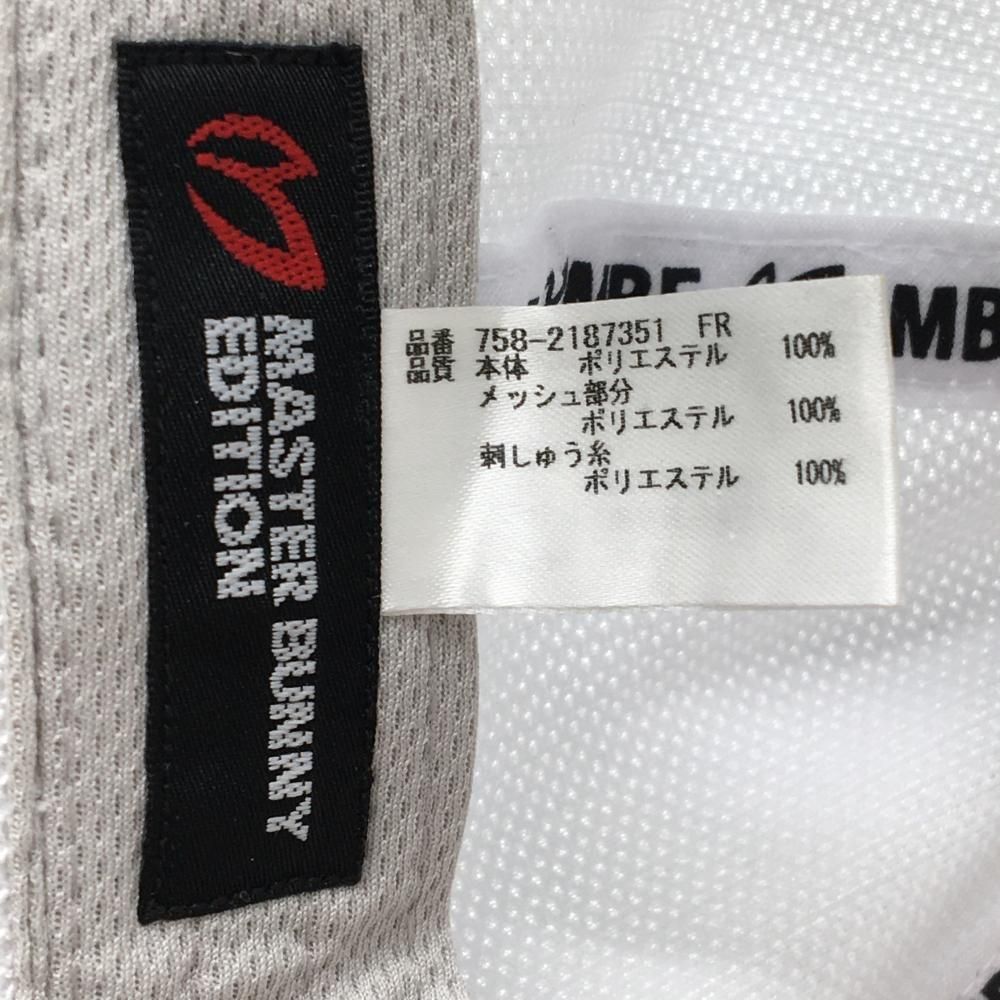 MASTER BUNNY
EDITION
品番 758-2187351 FR
品質 本体 ポリエステル 100%
メッシュ部分
ポリエステル 100%
刺しゅう糸
ポリエステル 100%
MBE
MB